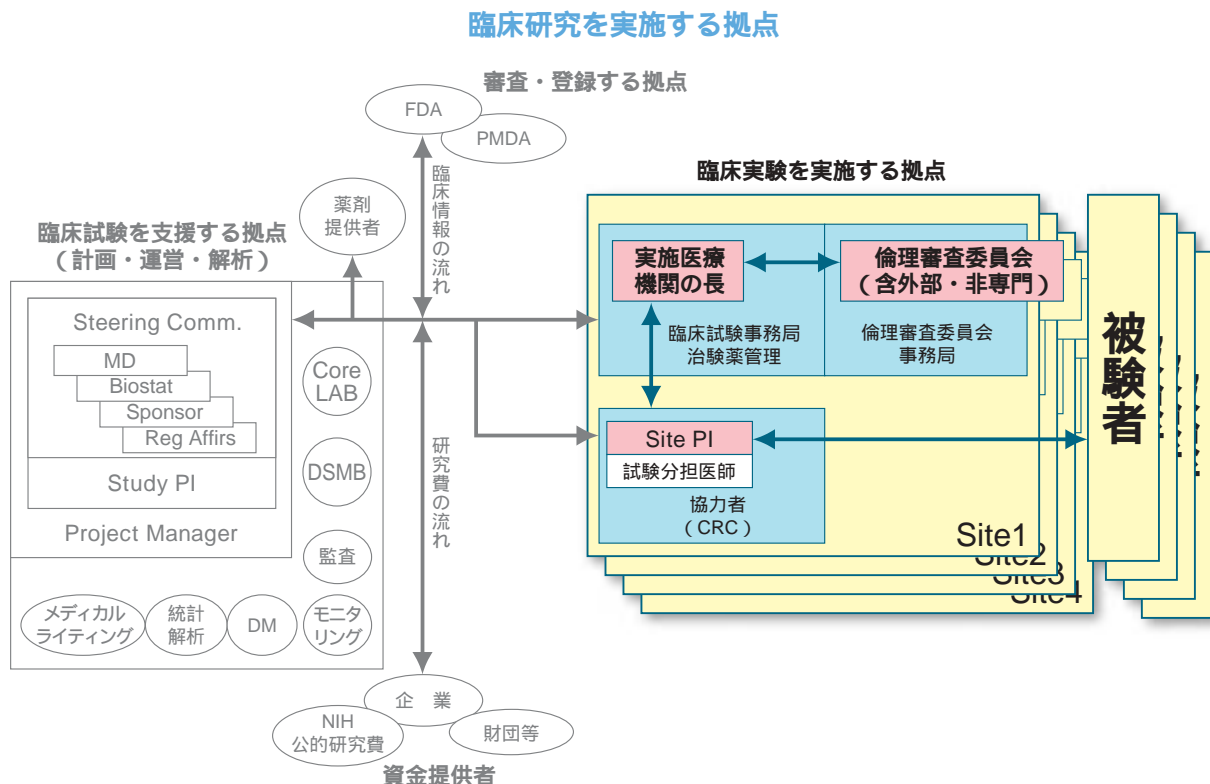 臨床研究を実施する拠点
審査・登録する拠点
FDA
PMDA
臨床情報の流れ
薬剤
提供者
臨床試験を支援する拠点
（計画・運営・解析）
Steering Comm.
MD
Biostat
Sponsor
Reg Affirs
Study PI
Project Manager
Core
LAB
DSMB
監査
モニタ
リング
メディカル
ライティング
統計
解析
DM
研究費の流れ
企　業
NIH
公的研究費
財団等
資金提供者
臨床実験を実施する拠点
実施医療
機関の長
倫理審査委員会
（含外部・非専門）
臨床試験事務局
治験薬管理
倫理審査委員会
事務局
Site PI
試験分担医師
協力者
（CRC）
Site1
Site2
Site3
Site4
被験者